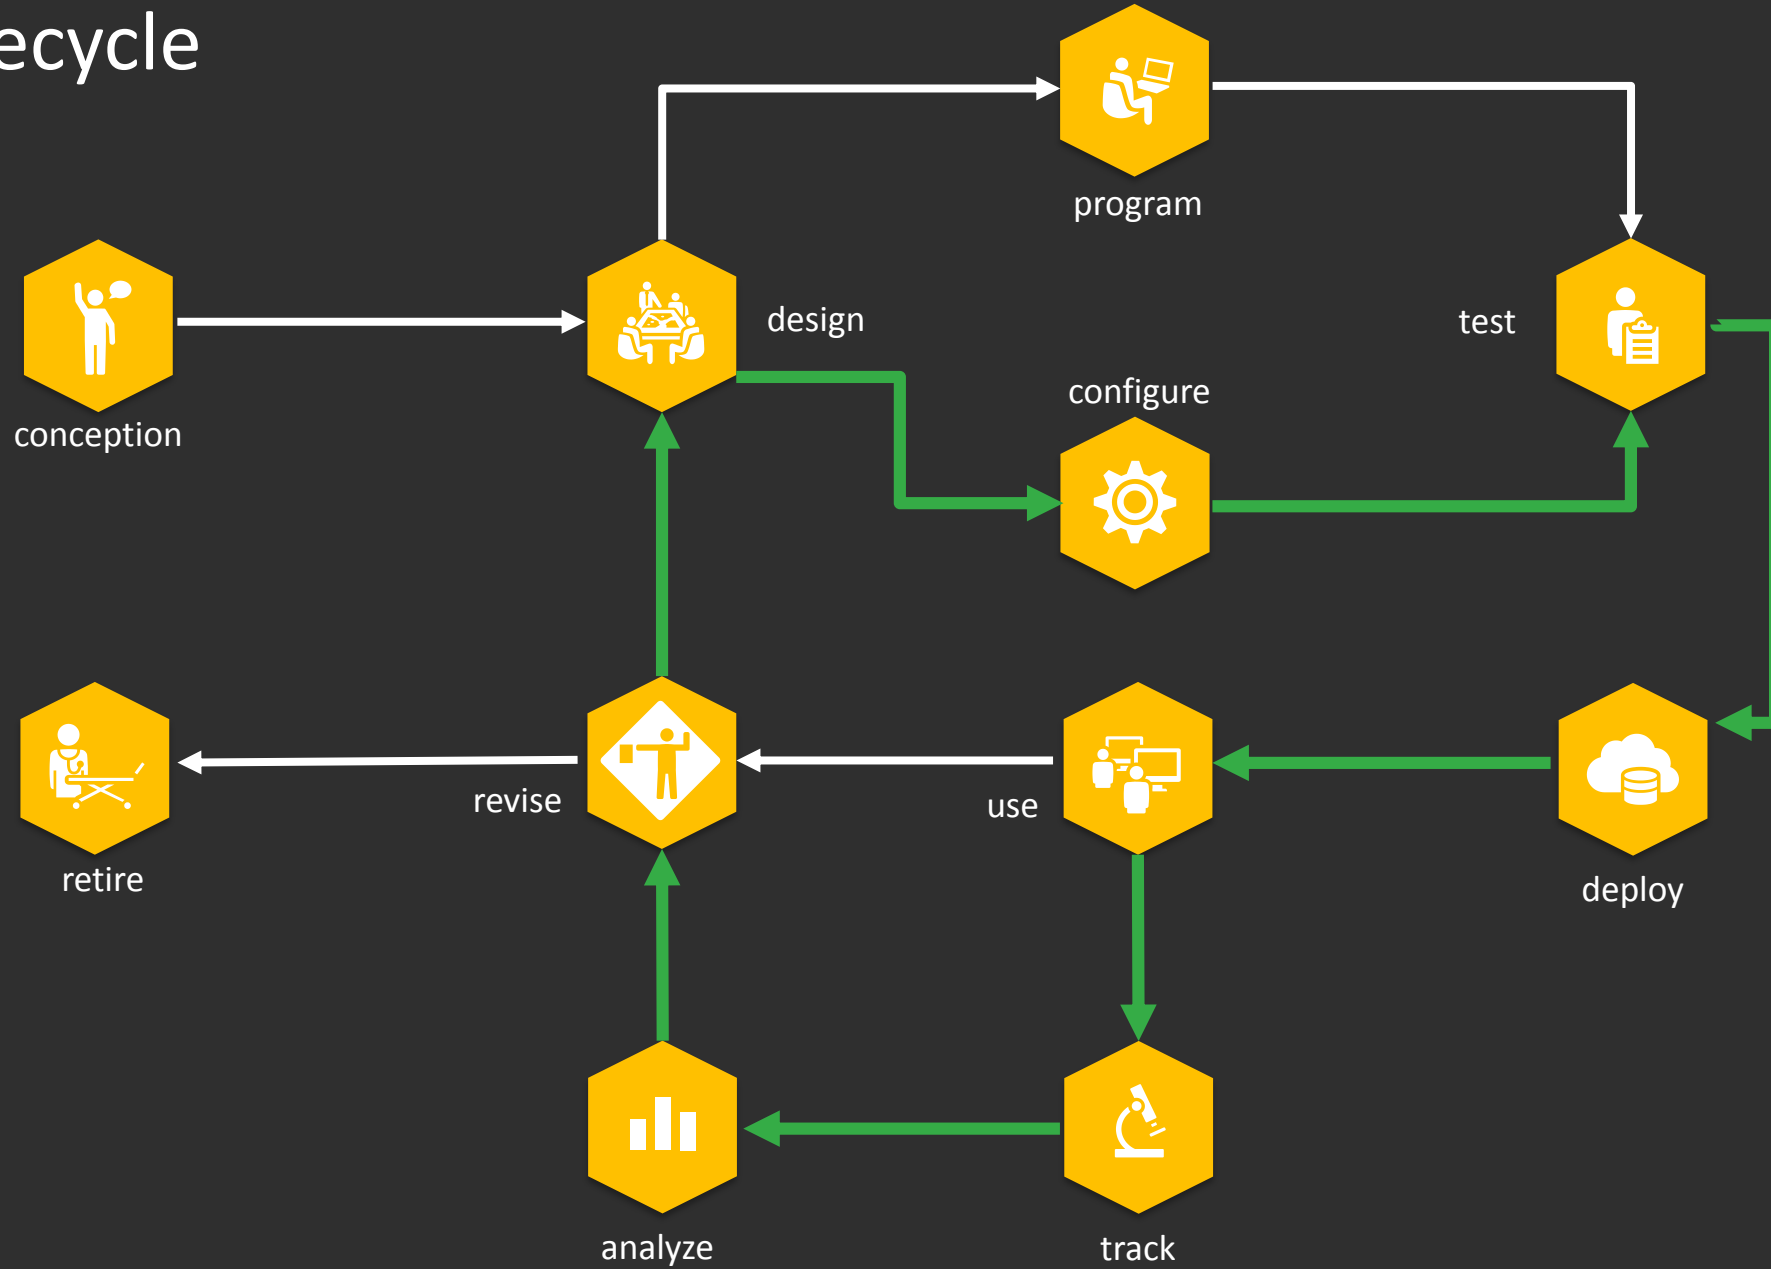 ecycle
program
design
test
configure
conception
revise
use
retire
deploy
analyze
track